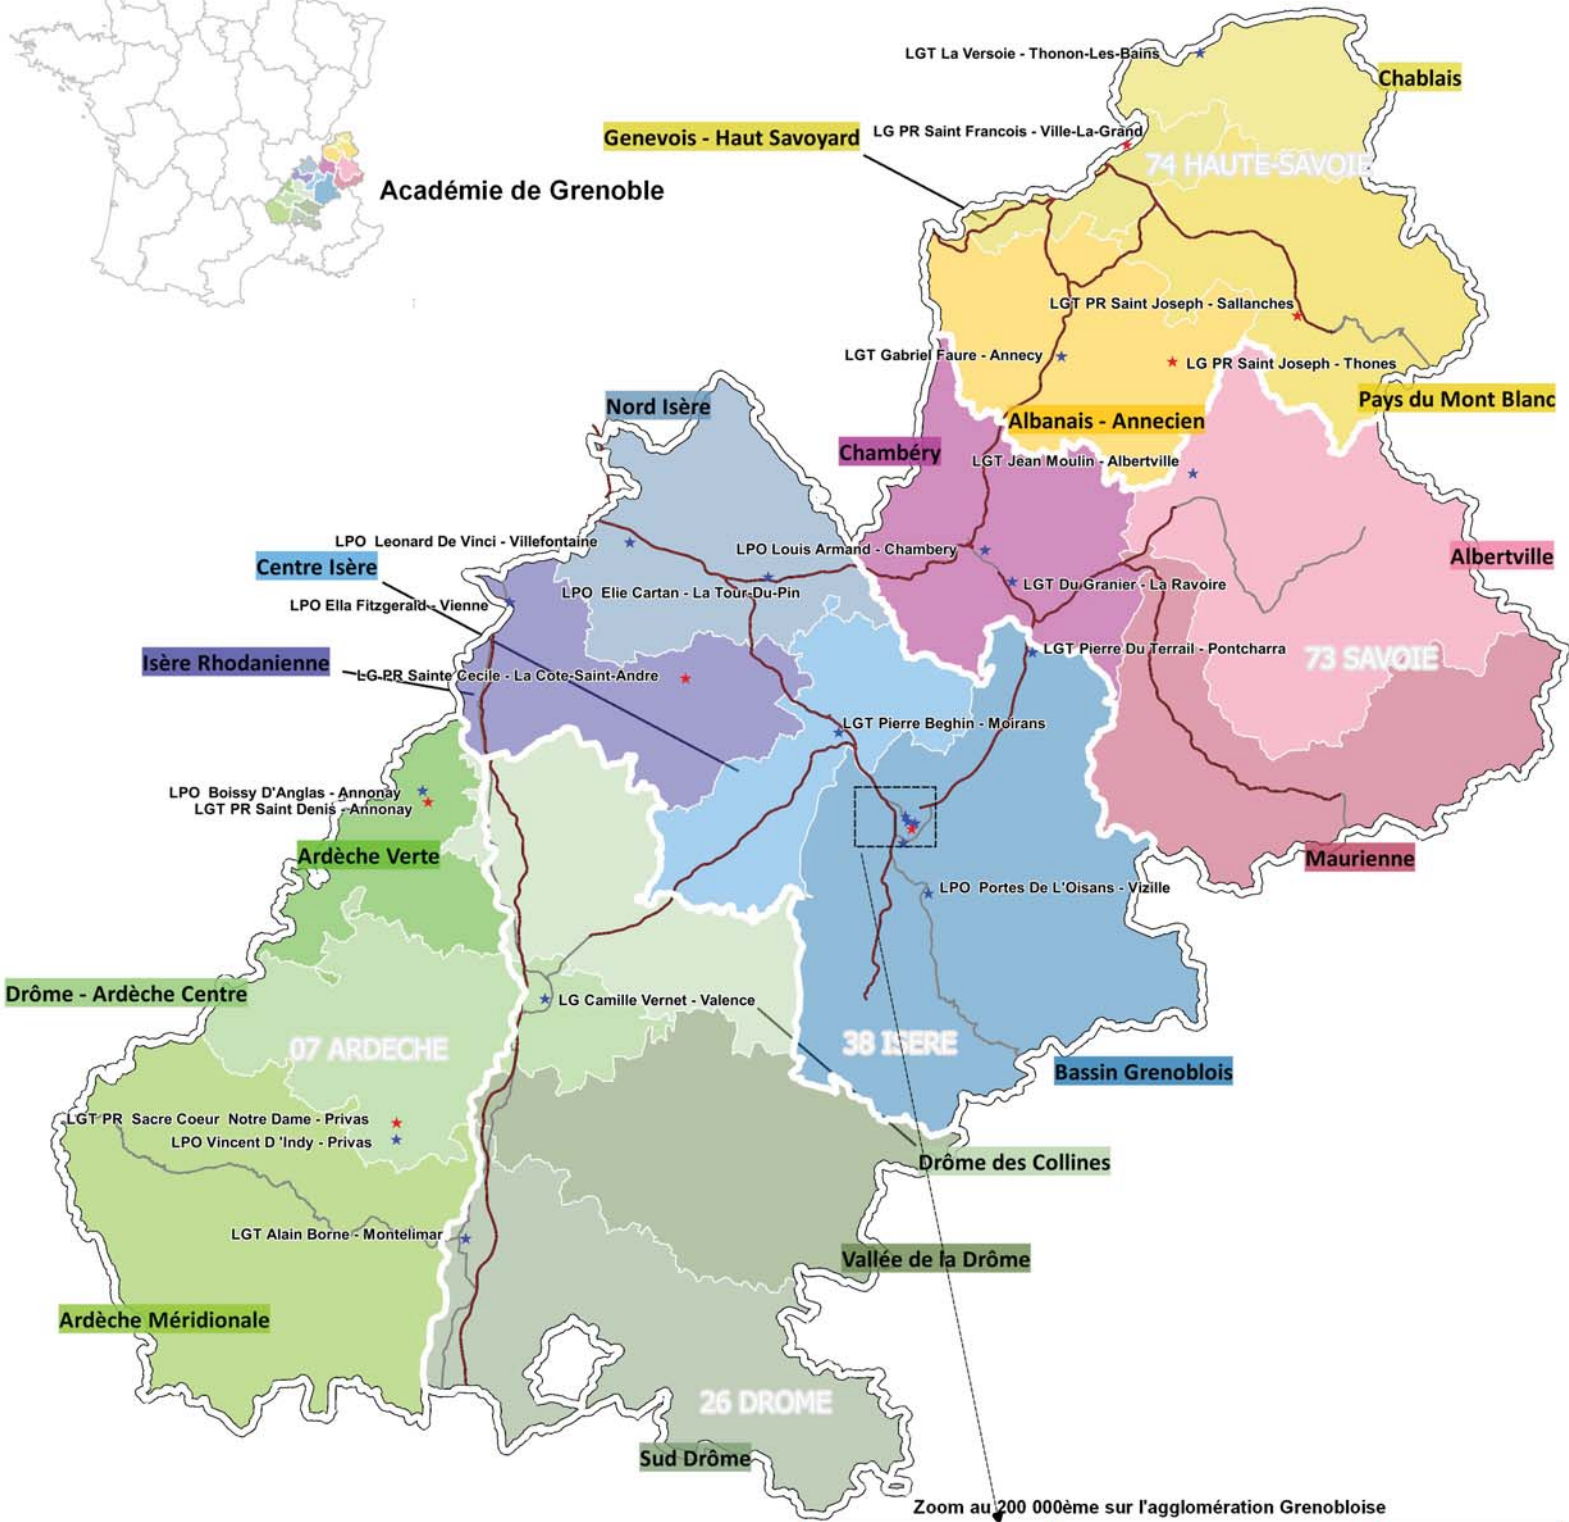 LGT La Versoie - Thonon-Les-Bains
Chablais
Genevois - Haut Savoyard
LG PR Saint Francois - Ville-La-Grand
74 HAUTE-SAVOIE
Académie de Grenoble
LGT PR Saint Joseph - Sallanches
LGT Gabriel Faure - Annecy
LG PR Saint Joseph - Thones
Pays du Mont Blanc
Nord Isère
Albanais - Annecien
Chambéry
LGT Jean Moulin - Albertville
LPO Leonard De Vinci - Villefontaine
LPO Louis Armand - Chambery
Albertville
Centre Isère
LGT Du Granier - La Ravoire
LPO Elie Cartan - La Tour-Du-Pin
LPO Ella Fitzgerald - Vienne
LGT Pierre Du Terrail - Pontcharra
73 SAVOIE
Isère Rhodanienne
LG PR Sainte Cecile - La Cote-Saint-Andre
LGT Pierre Beghin - Moirans
LPO Boissy D'Anglas - Annonay
LGT PR Saint Denis - Annonay
Ardèche Verte
Maurienne
LPO Portes De L'Oisans - Vizille
Drôme - Ardèche Centre
LG Camille Vernet - Valence
07 ARDECHE
38 ISERE
Bassin Grenoblois
LGT PR Sacre Coeur Notre Dame - Privas
LPO Vincent D 'Indy - Privas
Drôme des Collines
LGT Alain Borne - Montelimar
Vallée de la Drôme
Ardèche Méridionale
26 DROME
Sud Drôme
Zoom au 200 000ème sur l'agglomération Grenobloise